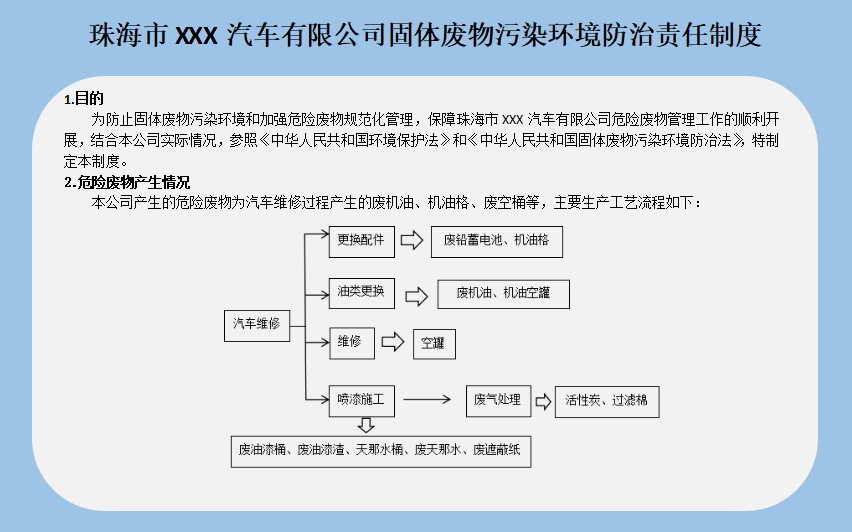 珠海市 XXX 汽车有限公司固体废物污染环境防治责任制度
1.目的
为防止固体废物污染环境和加强危险废物规范化管理，保障珠海市 XXX 汽车有限公司危险废物管理工作的顺利开
展，结合本公司实际情况，参照《中华人民共和国环境保护法》和《中华人民共和国固体废物污染环境防治法》，特制
定本制度。
2.危险废物产生情况
本公司产生的危险废物为汽车维修过程产生的废机油、机油格、废空桶等，主要生产工艺流程如下：
更换配件
废铅蓄电池、机油格
油类更换
废机油、机油空罐
汽车维修
维修
空罐
喷漆施工
废气处理
活性炭、过滤棉
废油漆桶、废油漆渣、天那水桶、废天那水、废遮蔽纸